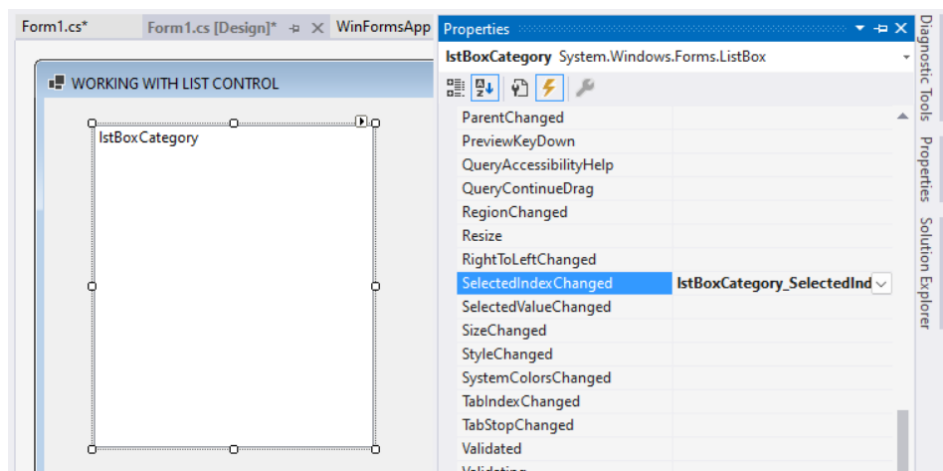 Form1.cs*
Form1.cs [Design]*
WinFormsApp
WORKING WITH LIST CONTROL
lstBoxCategory
Properties
lstBoxCategory System.Windows.Forms.ListBox
ParentChanged
PreviewKeyDown
QueryAccessibilityHelp
QueryContinueDrag
RegionChanged
Resize
RightToLeftChanged
SelectedIndexChanged lstBoxCategory_SelectedInd
SelectedValueChanged
SizeChanged
StyleChanged
SystemColorsChanged
TabIndexChanged
TabStopChanged
Validated
Validating
Diagnostic Tools
Properties
Solution Explorer